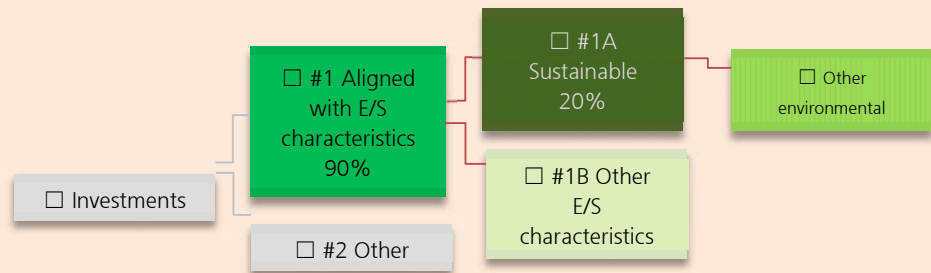 ☐ Investments
☐ #1 Aligned
with E/S
characteristics
90%
☐ #2 Other
☐ #1A
Sustainable
20%
☐ #1B Other
E/S
characteristics
☐ Other
environmental